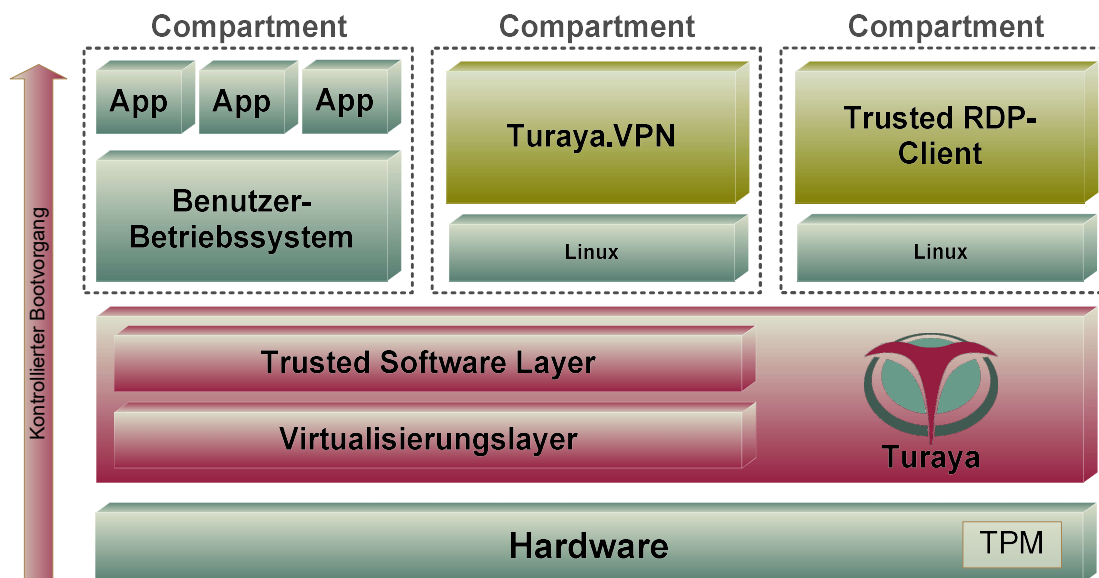 Compartment
Compartment
Compartment
App
App
App
Turaya.VPN
Trusted RDP-
Client
Benutzer-
Betriebssystem
Linux
Linux
Kontrollierter Bootvorgang
Trusted Software Layer
Virtualisierungslayer
Turaya
Hardware
TPM